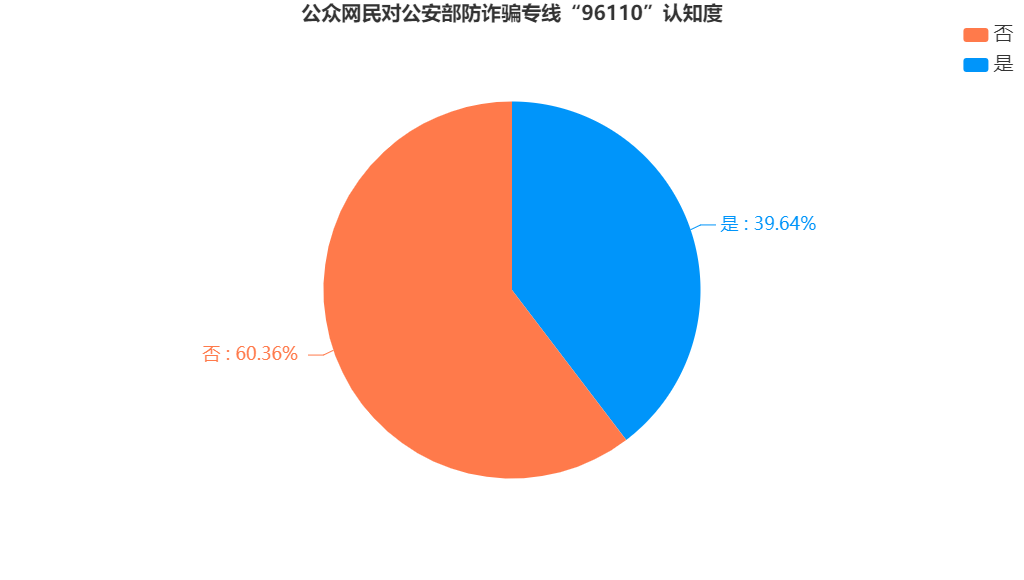 公众网民对公安部防诈骗专线“96110”认知度
否
是
是 : 39.64%
否 : 60.36%